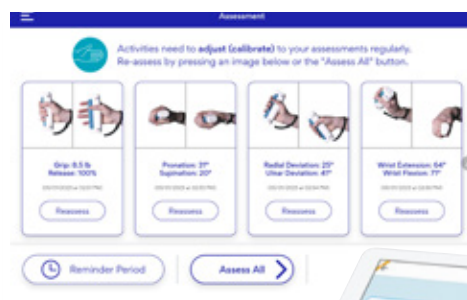 Assessment
Activities need to adjust (calibrate) to your assessments regularly.
Re-assess by pressing an image below or the "Assess All" button.
Grip: 8.5 lb
Release: 100%
Reassess
Pronation: 31°
Supination: 20°
Reassess
Radial Deviation: 25°
Ulnar Deviation: 47°
Reassess
Wrist Extension: 64°
Wrist Flexion: 71°
Reassess
Reminder Period
Assess All